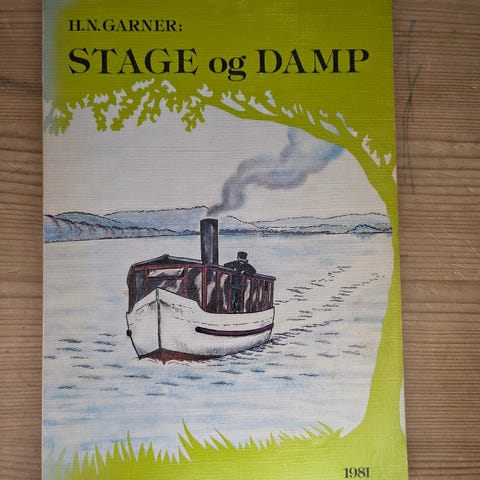 H.N.GARNER:
STAGE og DAMP
1981